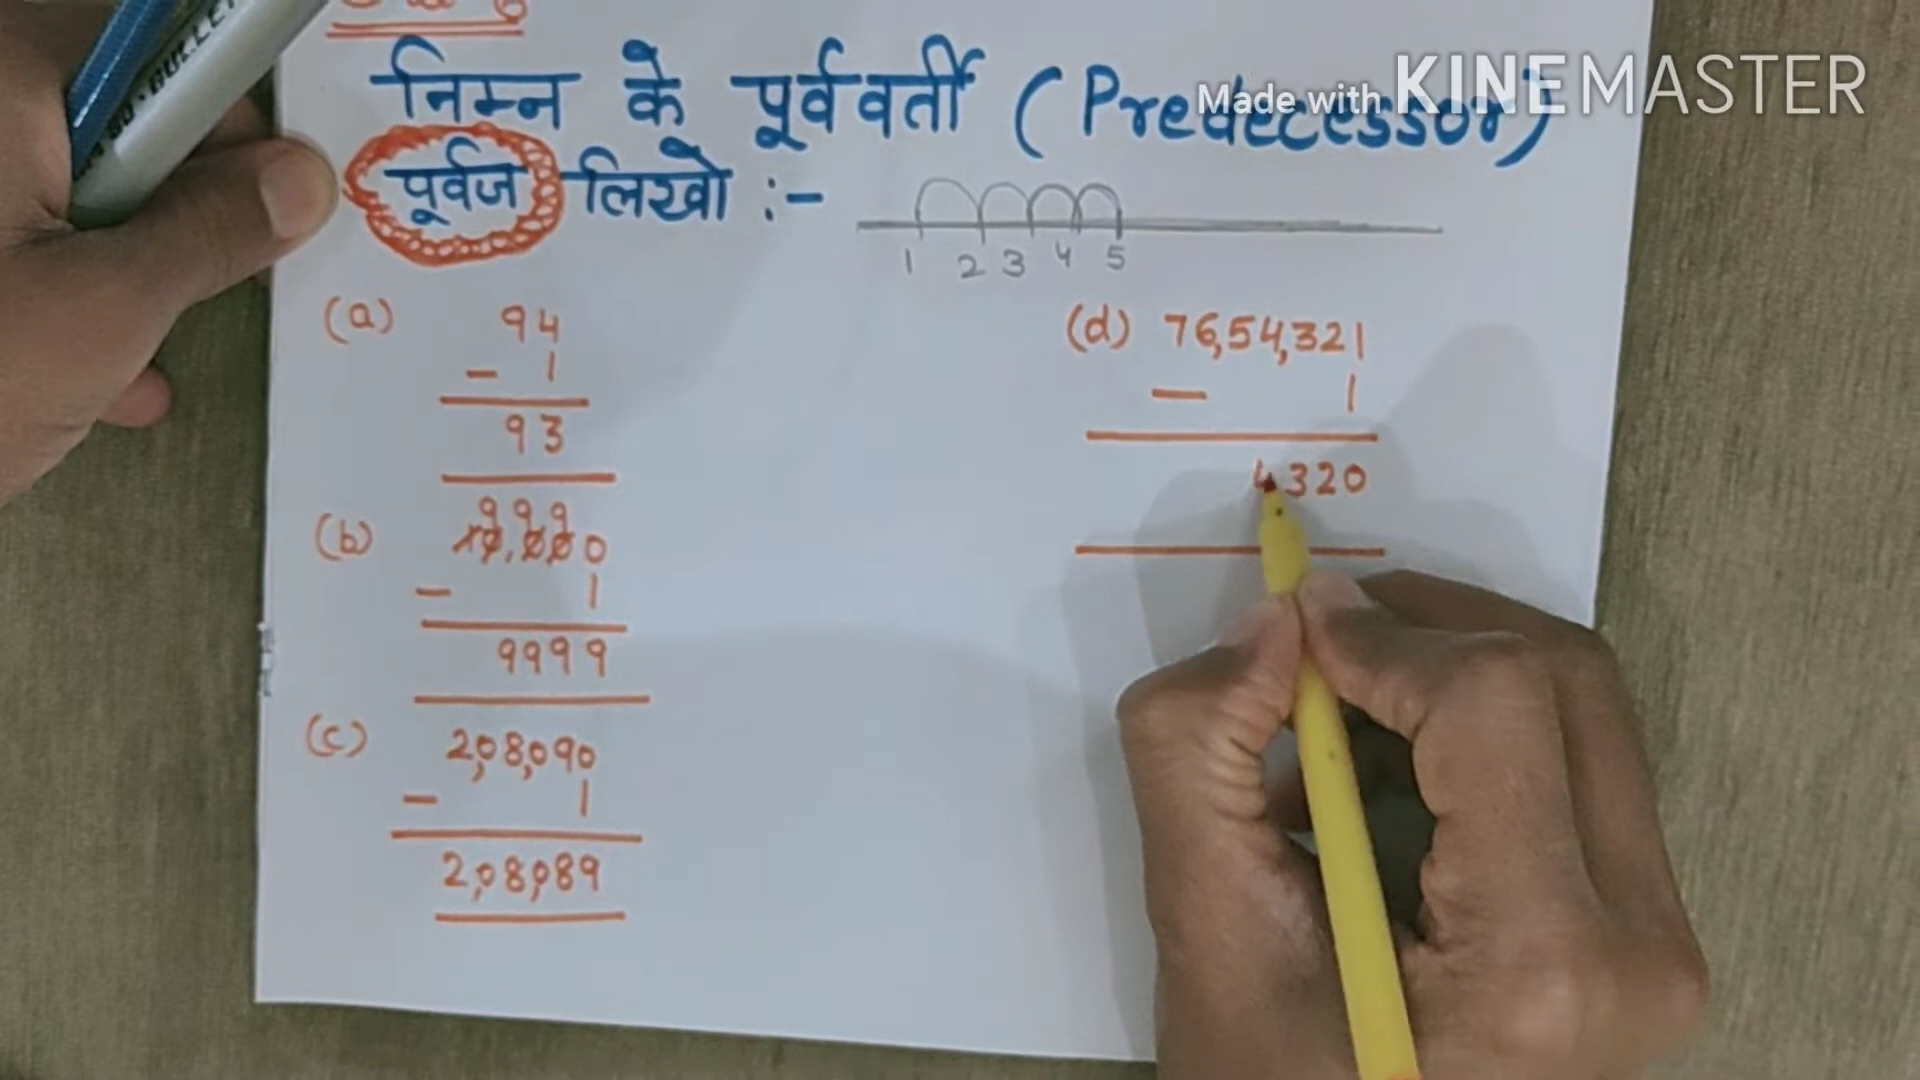 निम्न के पूर्ववर्ती (Predecessor)
Made with KINEMASTER
पूर्वज लिखो :-
1 2 3 4 5
(a) 94
- 1
93
(b) 10,000
999
- 1
9999
(c) 2,08,090
- 1
2,08,089
(d) 76,54,321
- 1
4320